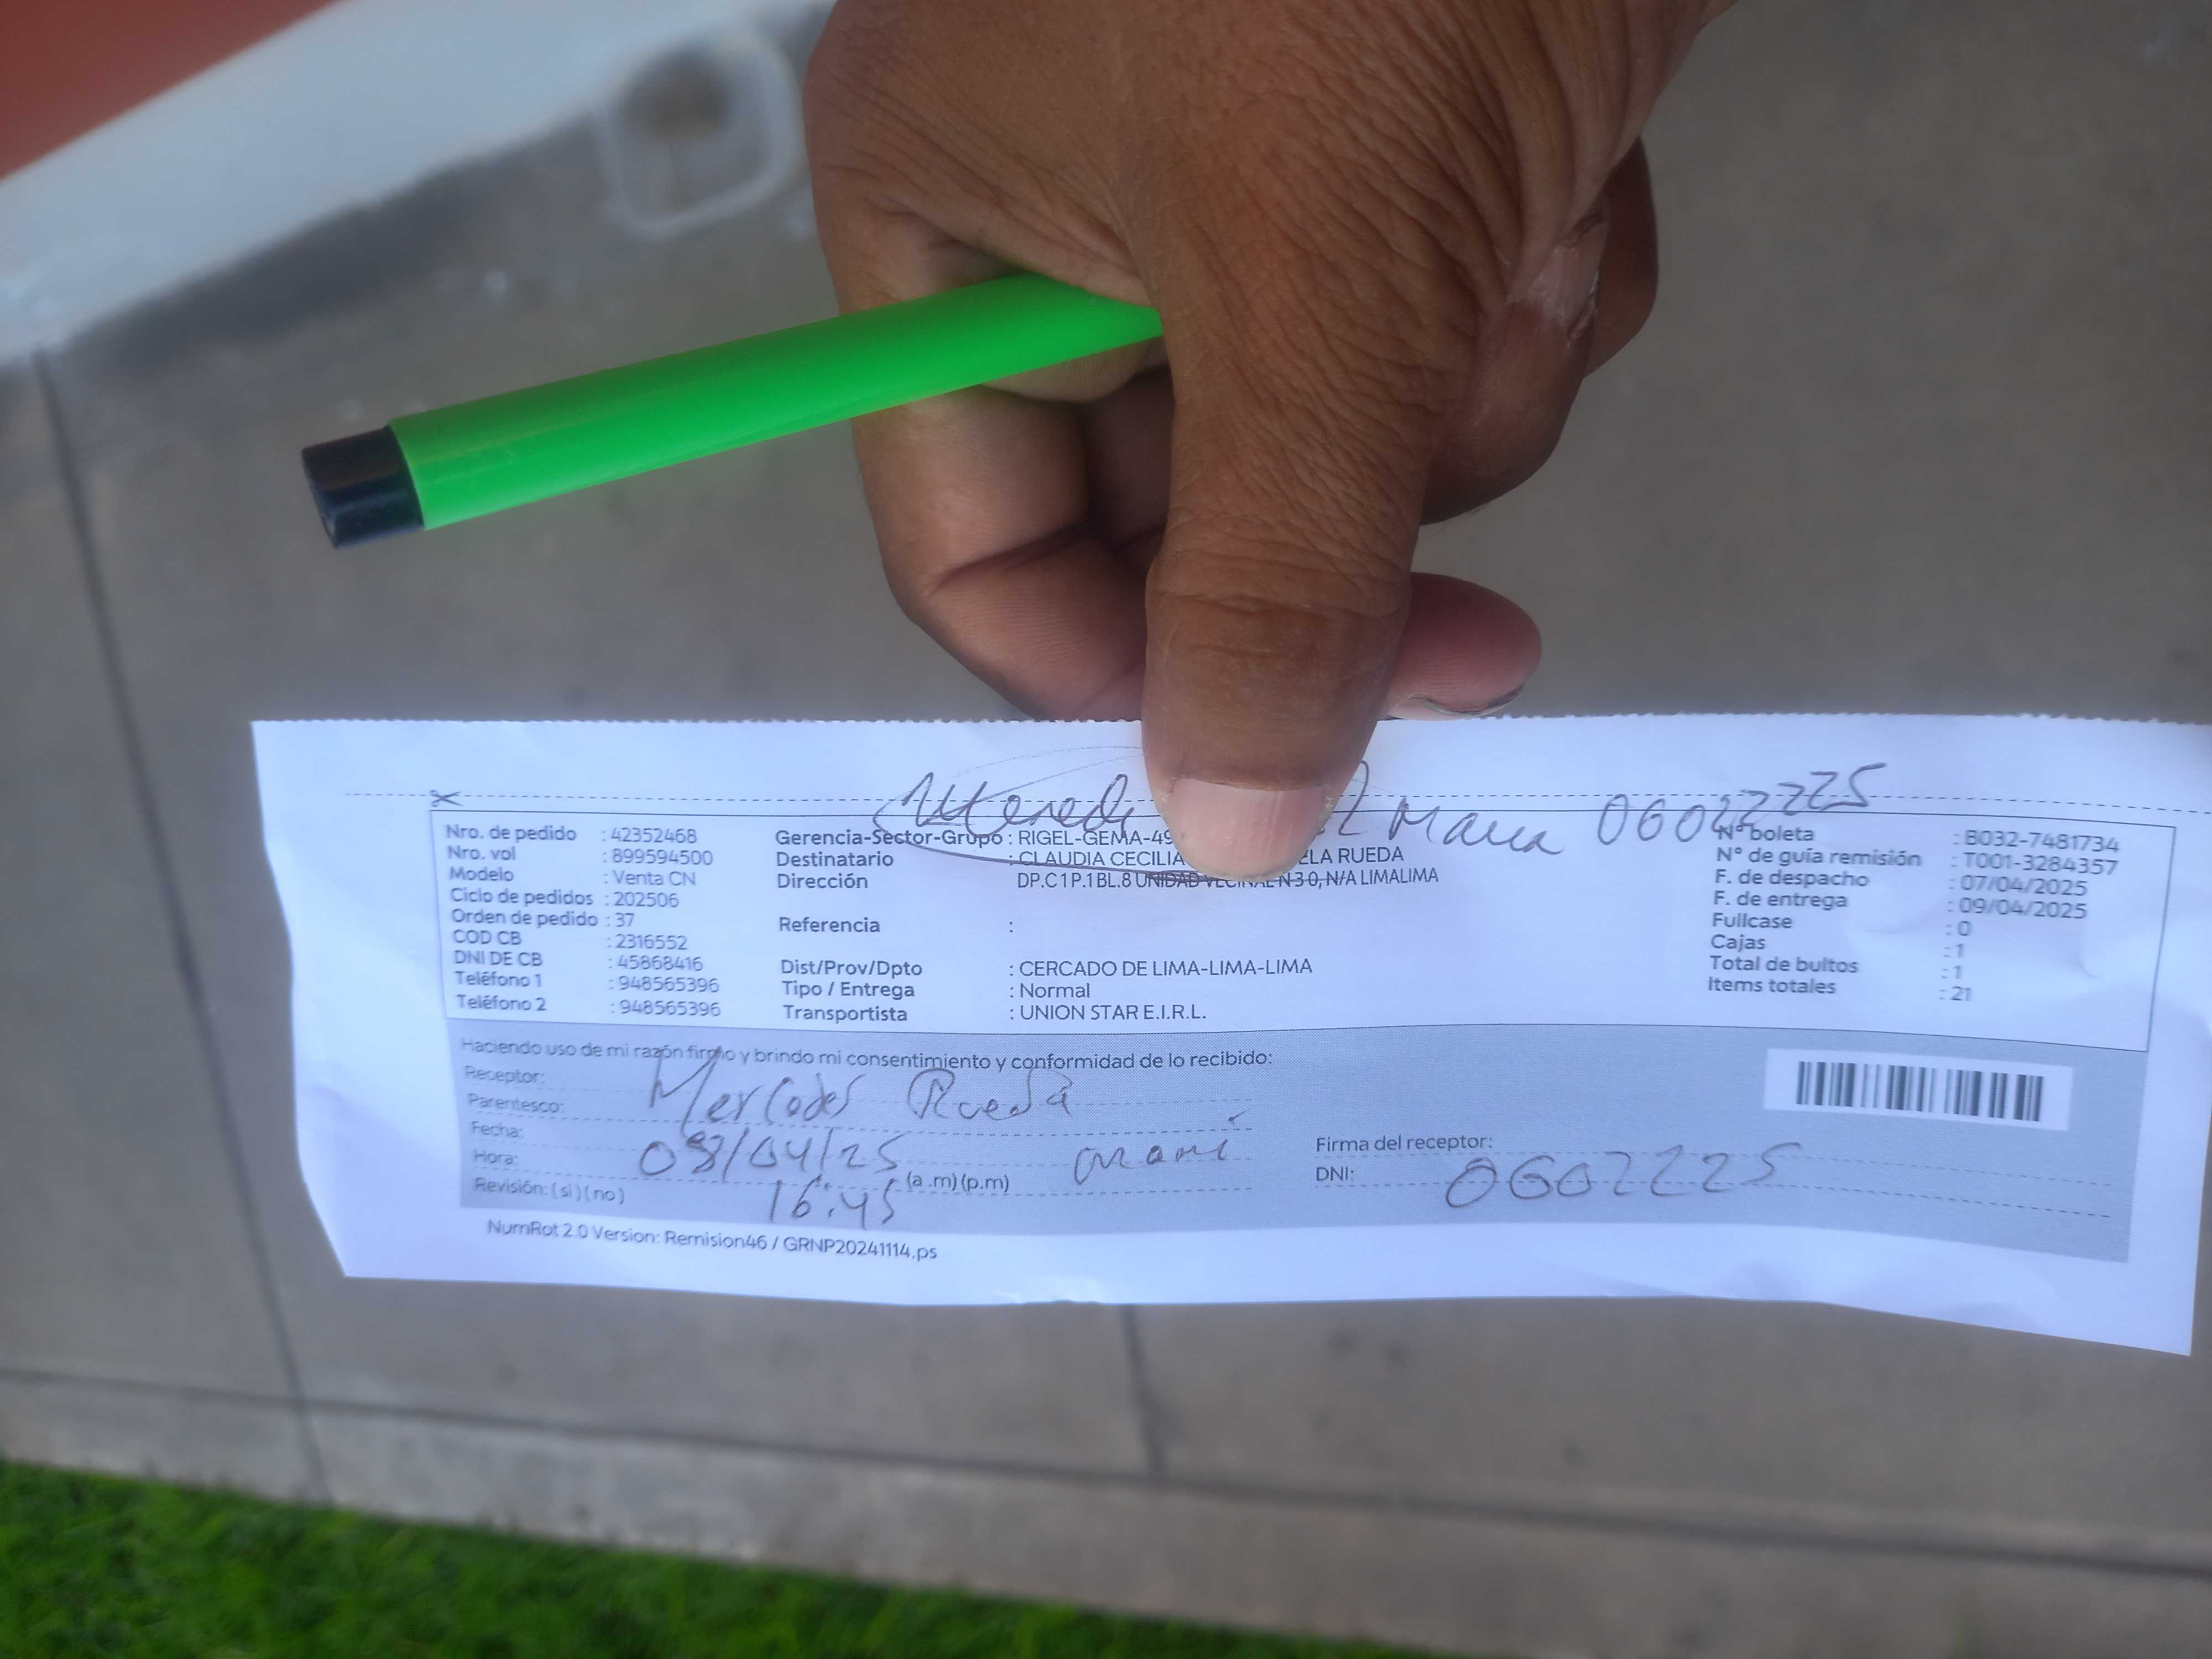 Mamá 06022225
Nro. de pedido : 42352468
Nro. vol : 899594500
Modelo : Venta CN
Ciclo de pedidos : 202506
Orden de pedido : 37
COD CB : 2316552
DNI DE CB : 45868416
Teléfono 1 : 948565396
Teléfono 2 : 948565396
Gerencia-Sector-Grupo : RIGEL-GEMA-49
Destinatario : CLAUDIA CECILIA ELA RUEDA
Dirección DP.C 1 P.1 BL.8 UNIDAD VECINAL N 3 0, N/A LIMALIMA
Referencia :
Dist/Prov/Dpto : CERCADO DE LIMA-LIMA-LIMA
Tipo / Entrega : Normal
Transportista : UNION STAR E.I.R.L.
N° boleta : B032-7481734
N° de guía remisión : T001-3284357
F. de despacho : 07/04/2025
F. de entrega : 09/04/2025
Fullcase : 0
Cajas : 1
Total de bultos : 1
Items totales : 21
Haciendo uso de mi razón firmo y brindo mi consentimiento y conformidad de lo recibido:
Receptor: Mercedes Rueda
Parentesco: mamá
Fecha: 08/04/25
Hora: 16:45 (a .m) (p.m)
Revisión: ( si ) ( no )
Firma del receptor:
DNI: 0602225
NumRot 2.0 Version: Remision46 / GRNP20241114.ps